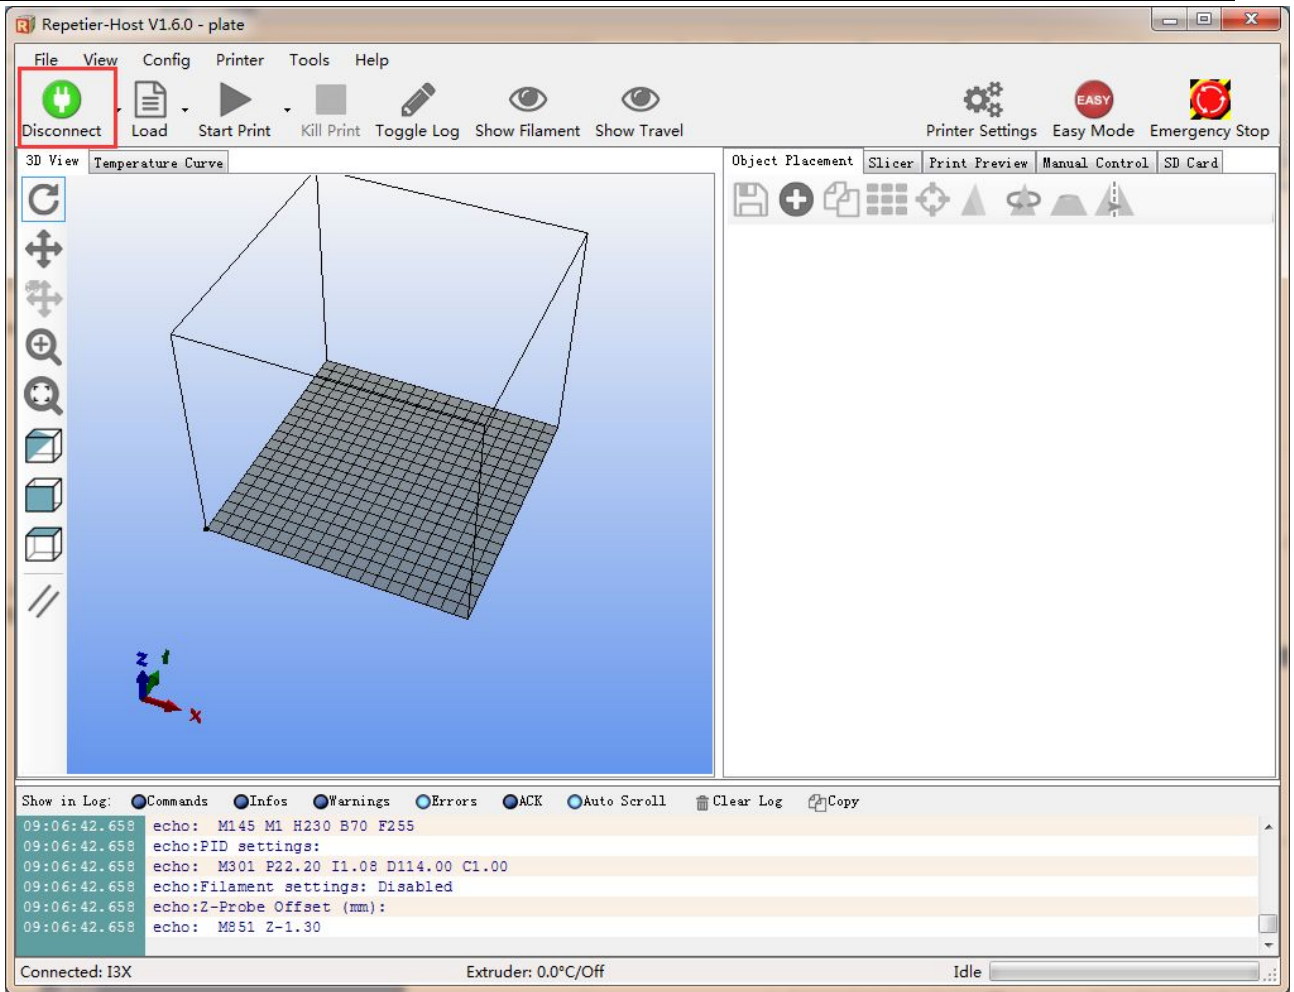 Repetier-Host V1.6.0 - plate
File View Config Printer Tools Help
EASY
Disconnect Load Start Print Kill Print Toggle Log Show Filament Show Travel Printer Settings Easy Mode Emergency Stop
3D View Temperature Curve
Object Placement Slicer Print Preview Manual Control SD Card
Z Y
X
Show in Log: Commands Infos Warnings Errors ACK Auto Scroll Clear Log Copy
09:06:42.658 echo: M145 M1 H230 B70 F255
09:06:42.658 echo:PID settings:
09:06:42.658 echo: M301 P22.20 I1.08 D114.00 C1.00
09:06:42.658 echo:Filament settings: Disabled
09:06:42.658 echo:Z-Probe Offset (mm):
09:06:42.658 echo: M851 Z-1.30
Connected: I3X Extruder: 0.0°C/Off Idle